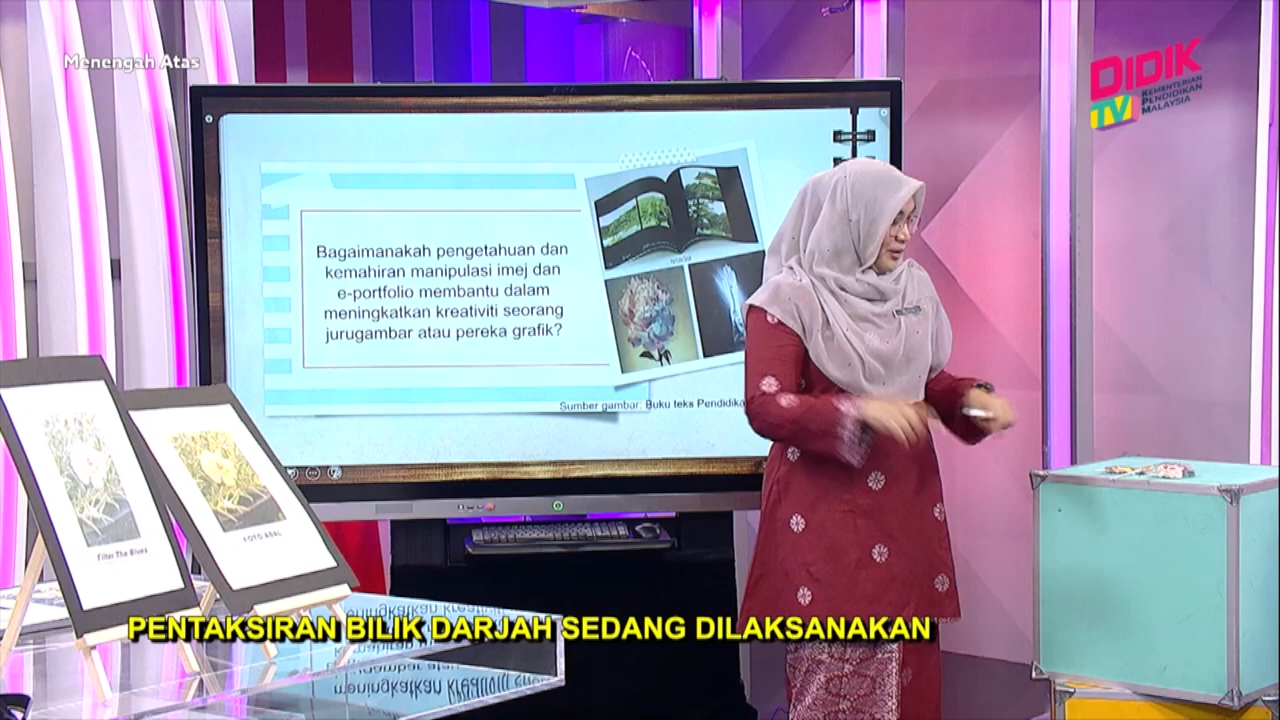 Menengah Atas
DIDIK
TV
KEMENTERIAN
PENDIDIKAN
MALAYSIA
Bagaimanakah pengetahuan dan
kemahiran manipulasi imej dan
e-portfolio membantu dalam
meningkatkan kreativiti seorang
jurugambar atau pereka grafik?
Sumber gambar: Buku teks Pendidika
Filter The Blues
FOTO ASAL
PENTAKSIRAN BILIK DARJAH SEDANG DILAKSANAKAN